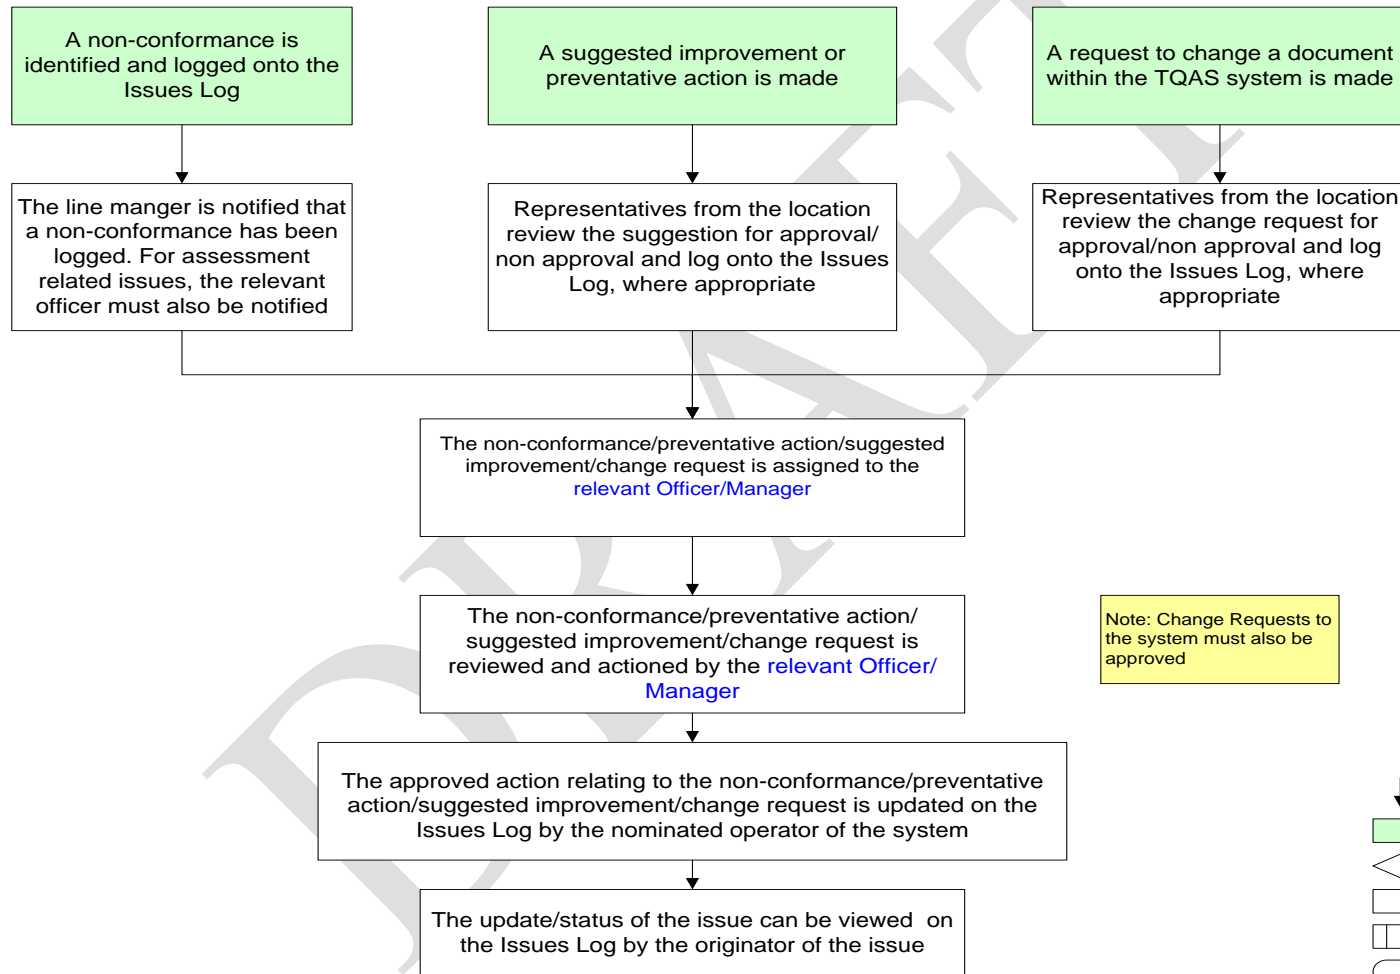 A non-conformance is
identified and logged onto the
Issues Log
A suggested improvement or
preventative action is made
A request to change a document
within the TQAS system is made
The line manger is notified that
a non-conformance has been
logged. For assessment
related issues, the relevant
officer must also be notified
Representatives from the location
review the suggestion for approval/
non approval and log onto the Issues
Log, where appropriate
Representatives from the location
review the change request for
approval/non approval and log
onto the Issues Log, where
appropriate
The non-conformance/preventative action/suggested
improvement/change request is assigned to the
relevant Officer/Manager
The non-conformance/preventative action/
suggested improvement/change request is
reviewed and actioned by the relevant Officer/
Manager
Note: Change Requests to
the system must also be
approved
The approved action relating to the non-conformance/preventative
action/suggested improvement/change request is updated on the
Issues Log by the nominated operator of the system
The update/status of the issue can be viewed  on
the Issues Log by the originator of the issue
DRAFT